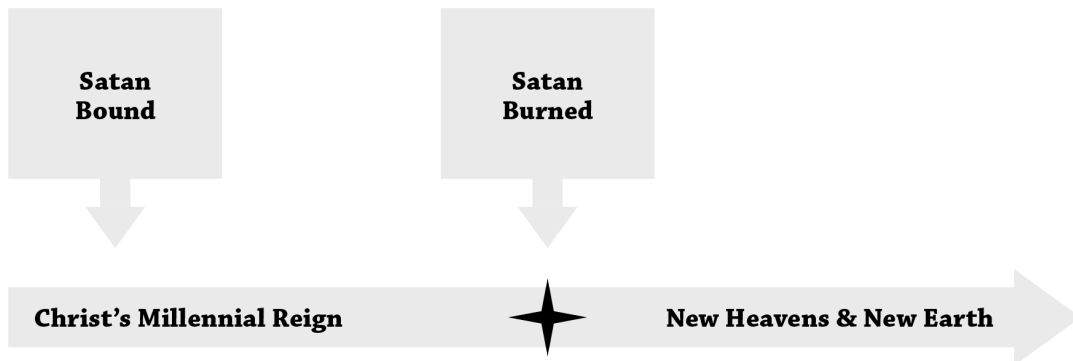 Satan
Bound
Satan
Burned
Christ’s Millennial Reign
New Heavens & New Earth